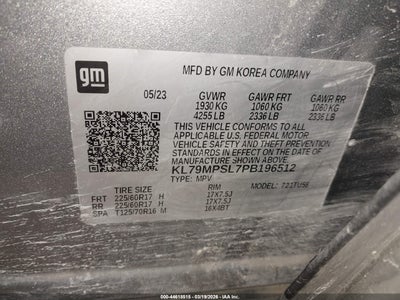 gm
MFD BY GM KOREA COMPANY
05/23 GVWR GAWR FRT GAWR RR
1930 KG 1060 KG 1060 KG
4255 LB 2336 LB 2336 LB
THIS VEHICLE CONFORMS TO ALL
APPLICABLE U.S. FEDERAL MOTOR
VEHICLE SAFETY AND THEFT PREVENTION
STANDARDS IN EFFECT ON THE DATE OF
MANUFACTURE SHOWN ABOVE.
KL79MPSL7PB196512
TYPE: MPV MODEL:
TIRE SIZE RIM
FRT 225/60R17 H 17X7.5J
RR 225/60R17 H 17X7.5J
SPA T125/70R16 M 16X4BT
000-44618515 - 03/19/2026 - IAA, Inc.